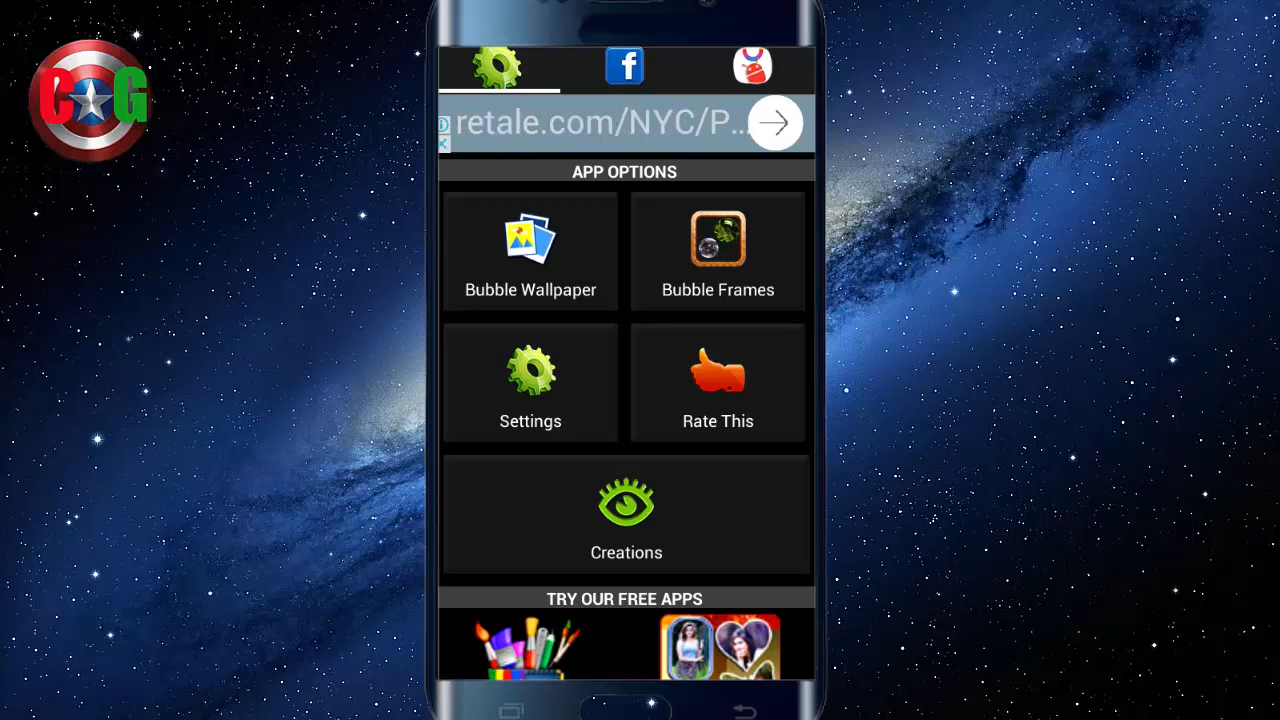 C G
f
retale.com/NYC/P...
APP OPTIONS
Bubble Wallpaper
Bubble Frames
Settings
Rate This
Creations
TRY OUR FREE APPS